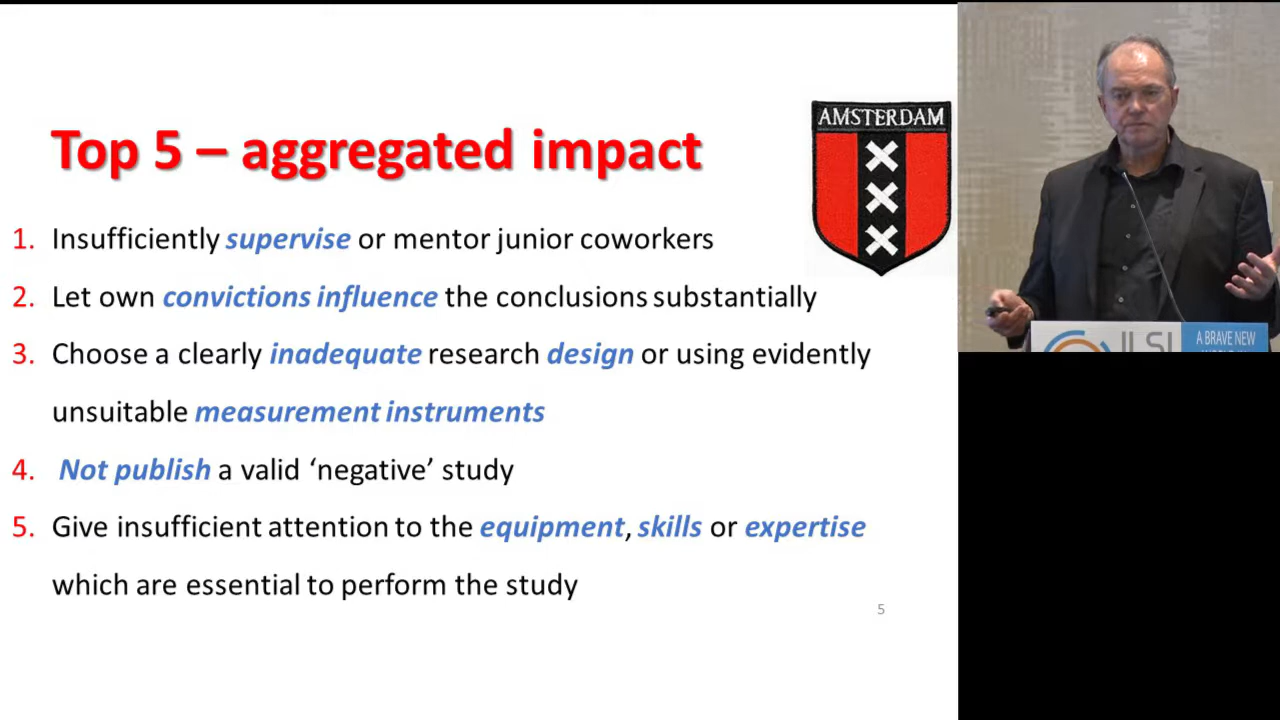 Top 5 – aggregated impact
AMSTERDAM
1. Insufficiently supervise or mentor junior coworkers
2. Let own convictions influence the conclusions substantially
3. Choose a clearly inadequate research design or using evidently
unsuitable measurement instruments
4. Not publish a valid ‘negative’ study
5. Give insufficient attention to the equipment, skills or expertise
which are essential to perform the study
5
ILSI
A BRAVE NEW